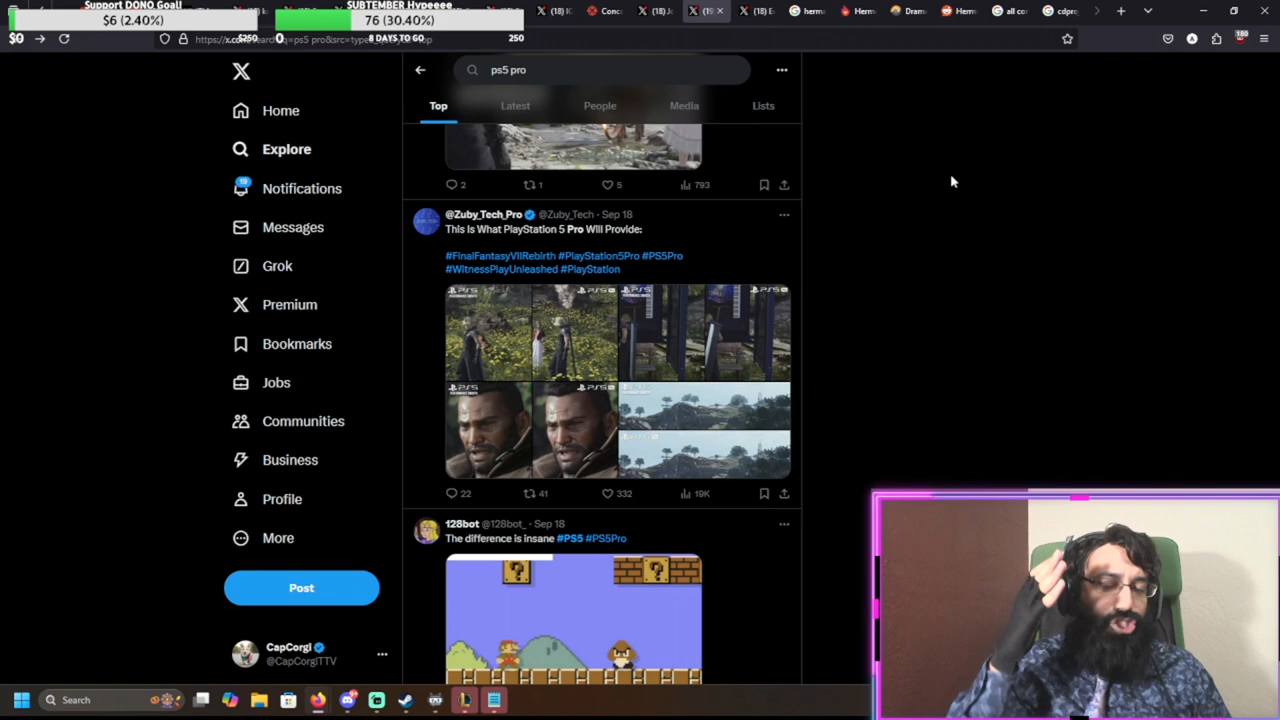 Support DONO Goal!
$6 (2.40%)
$0
$250
SUBTEMBER Hypeeee
76 (30.40%)
0
8 DAYS TO GO
250
ps5 pro
Top
Latest
People
Media
Lists
Home
Explore
19
Notifications
Messages
Grok
Premium
Bookmarks
Jobs
Communities
Business
Profile
More
Post
CapCorgi
@CapCorgiTTV
2
1
5
793
@Zuby_Tech_Pro @Zuby_Tech · Sep 18
This Is What PlayStation 5 Pro Will Provide:
#FinalFantasyVIIRebirth #PlayStation5Pro #PS5Pro
#WitnessPlayUnleashed #PlayStation
22
41
332
19K
128bot @128bot_ · Sep 18
The difference is insane #PS5 #PS5Pro
Search
180